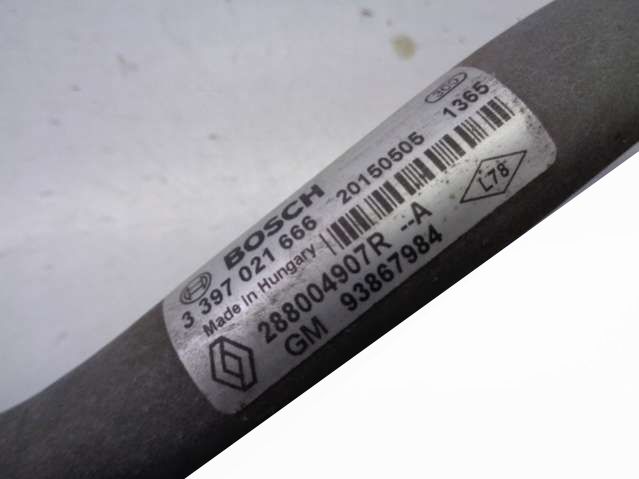 BOSCH
3 397 021 666 20150505 1365
Made In Hungary
288004907R --A
GM 93867984
L78